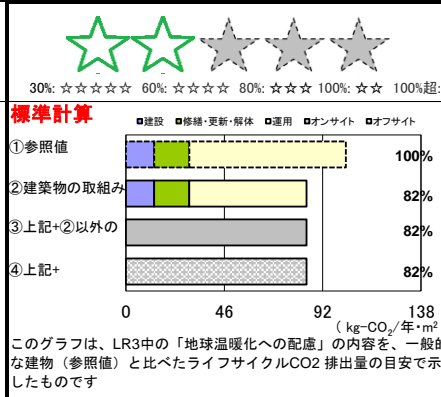 30%: ☆☆☆☆☆ 60%: ☆☆☆☆ 80%: ☆☆☆ 100%: ☆☆ 100%超:
標準計算
■建設 ■修繕・更新・解体 ■運用 ■オンサイト ■オフサイト
①参照値 100%
②建築物の取組み 82%
③上記+②以外の 82%
④上記+ 82%
0 46 92 138
( kg-CO₂/年・m²
このグラフは、LR3中の「地球温暖化への配慮」の内容を、一般的
な建物（参照値）と比べたライフサイクルCO2 排出量の目安で示
したものです